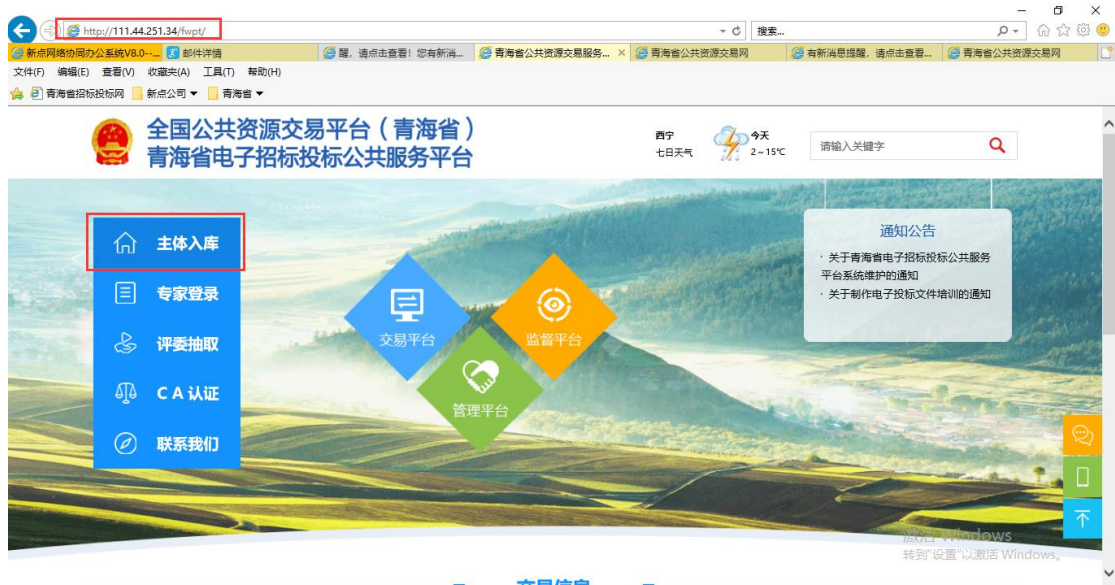 http://111.44.251.34/fwpt/
搜索...
新点网络协同办公系统V8.0--...
邮件详情
醒，请点击查看！您有新消...
青海省公共资源交易服务...
青海省公共资源交易网
有新消息提醒，请点击查看...
青海省公共资源交易网
文件(F) 编辑(E) 查看(V) 收藏夹(A) 工具(T) 帮助(H)
青海省招标投标网 新点公司 青海省
全国公共资源交易平台（青海省）
青海省电子招标投标公共服务平台
西宁
七日天气
今天
2~15℃
请输入关键字
主体入库
专家登录
评委抽取
C A 认证
联系我们
交易平台
监督平台
管理平台
通知公告
· 关于青海省电子招标投标公共服务
平台系统维护的通知
· 关于制作电子投标文件培训的通知
激活 Windows
转到"设置"以激活 Windows。
交易信息